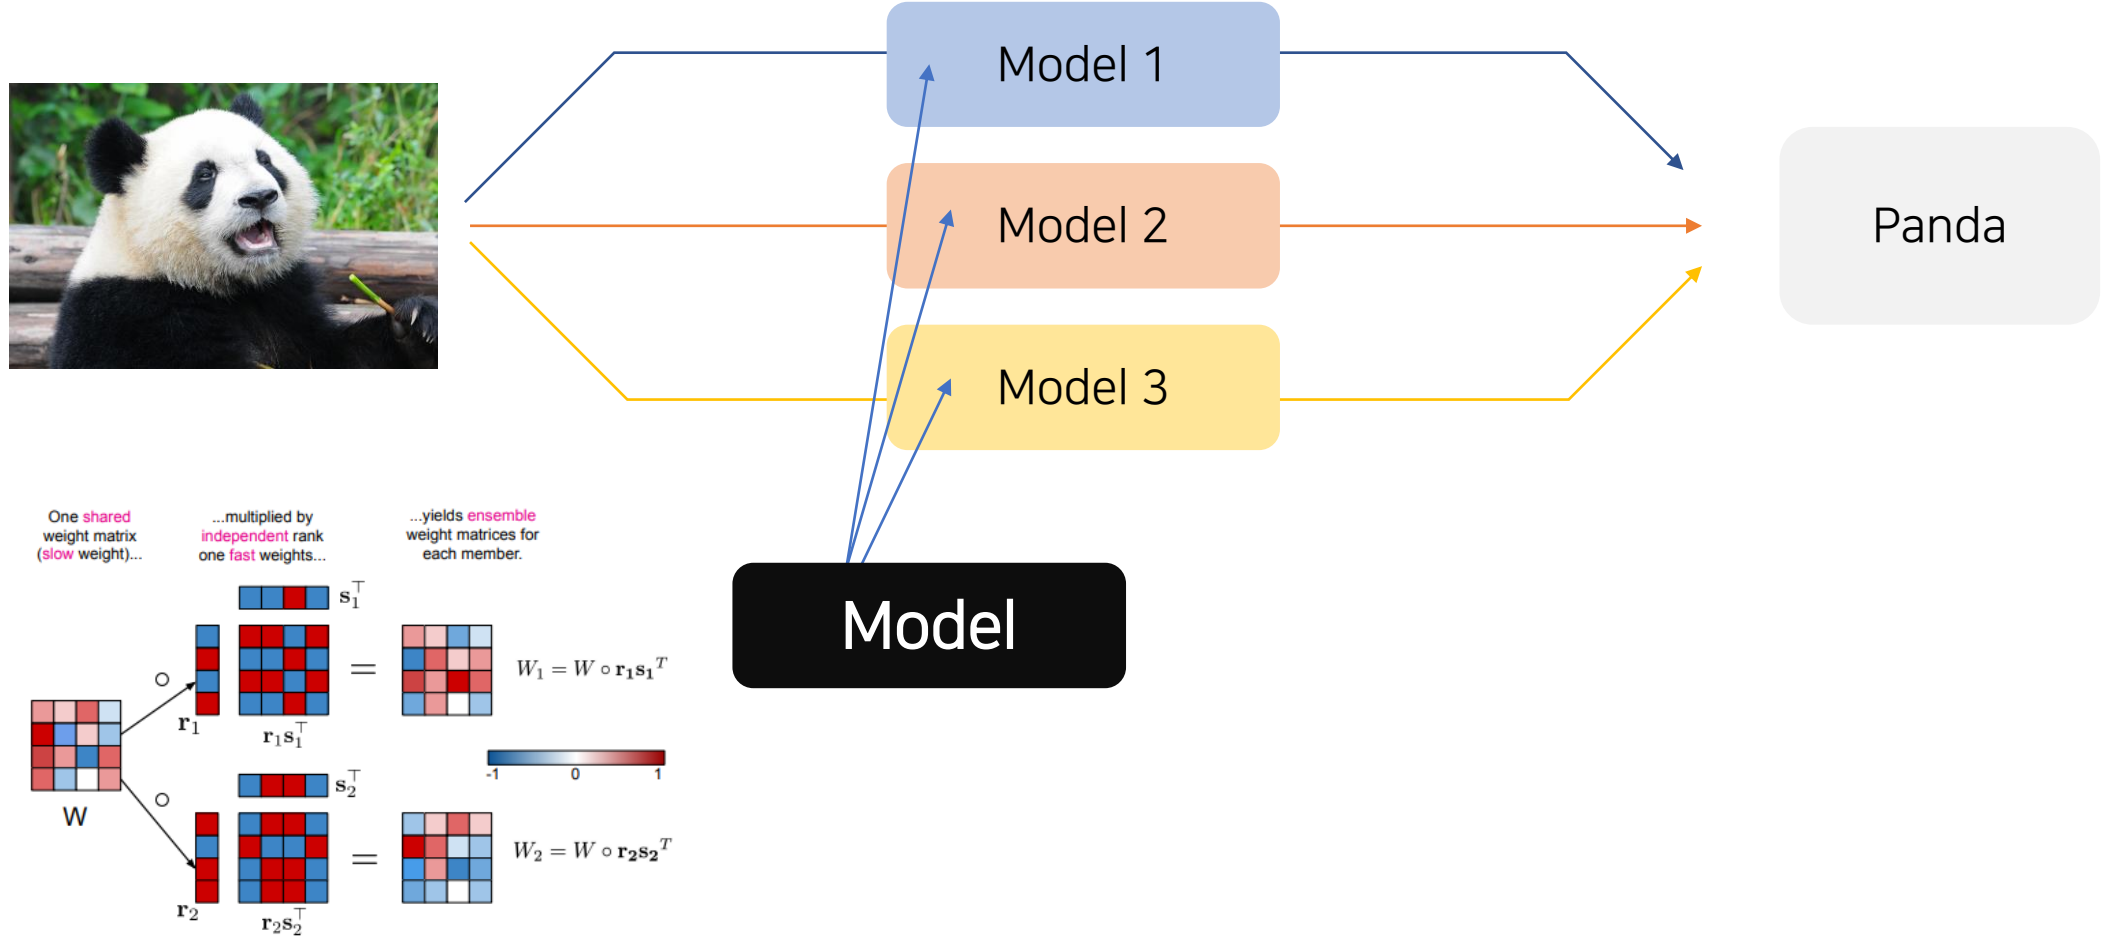 Model 1
Model 2
Panda
Model 3
One shared
weight matrix
(slow weight)...
...multiplied by
independent rank
one fast weights...
...yields ensemble
weight matrices for
each member.
Model
s₁⊤
r₁
r₁s₁⊤
=
W₁ = W ∘ r₁s₁ᵀ
-1 0 1
W
s₂⊤
r₂
r₂s₂⊤
=
W₂ = W ∘ r₂s₂ᵀ